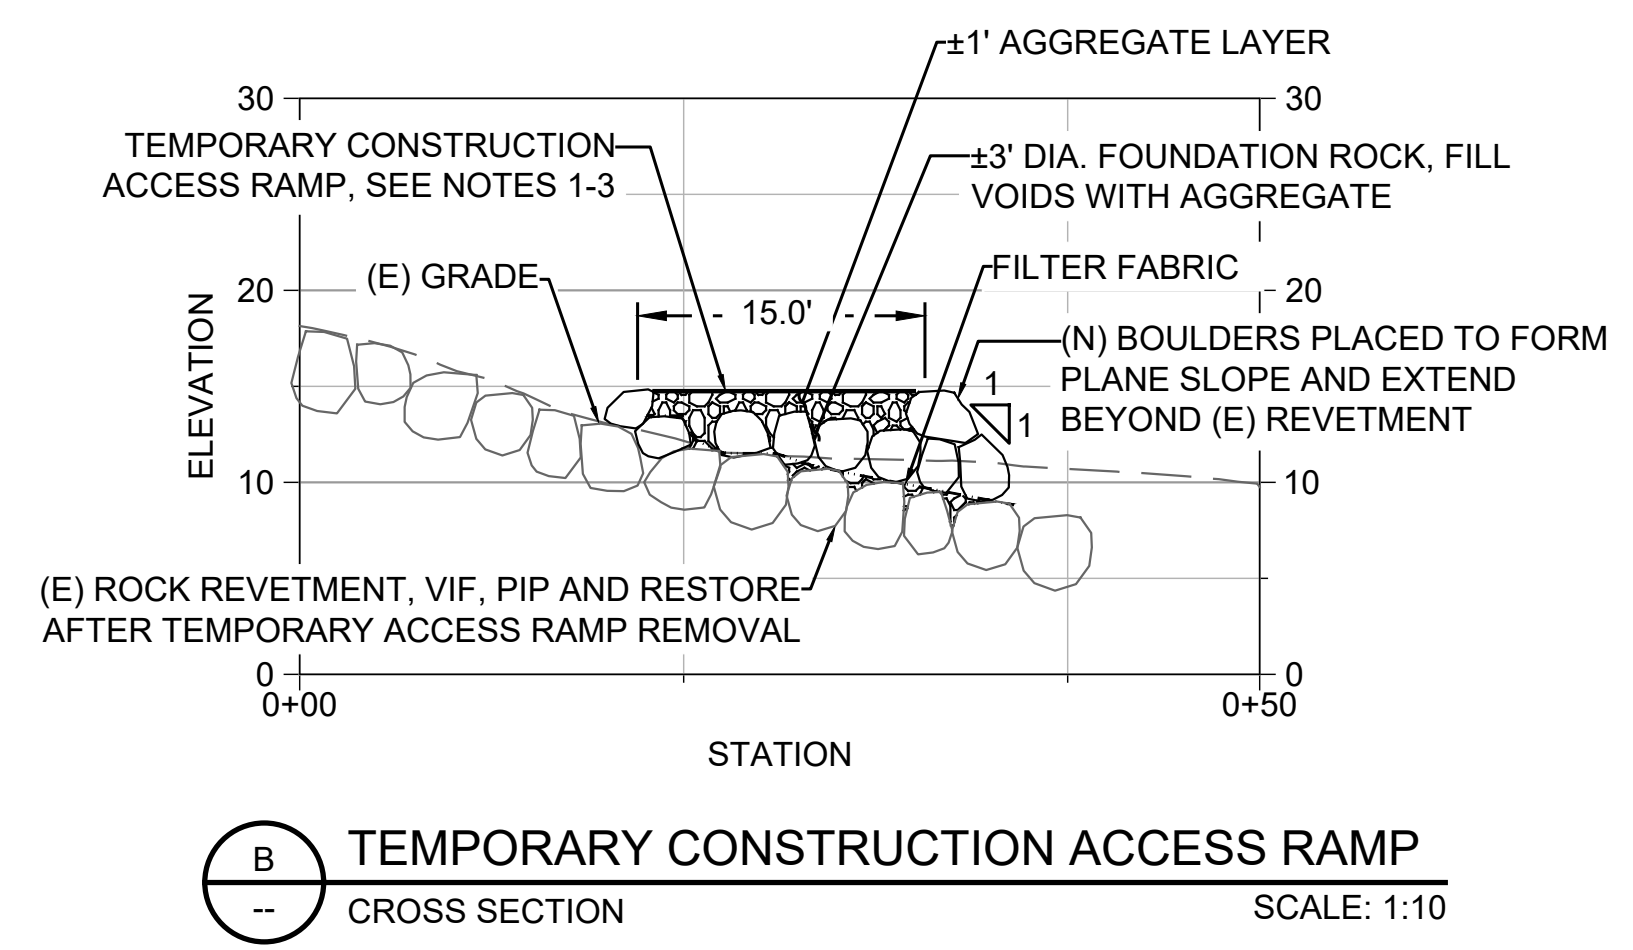 ±1' AGGREGATE LAYER
30
30
TEMPORARY CONSTRUCTION
ACCESS RAMP, SEE NOTES 1-3
±3' DIA. FOUNDATION ROCK, FILL
VOIDS WITH AGGREGATE
(E) GRADE
FILTER FABRIC
20
20
15.0'
ELEVATION
(N) BOULDERS PLACED TO FORM
PLANE SLOPE AND EXTEND
BEYOND (E) REVETMENT
1
1
10
10
(E) ROCK REVETMENT, VIF, PIP AND RESTORE
AFTER TEMPORARY ACCESS RAMP REMOVAL
0
0
0+00
0+50
STATION
B
--
TEMPORARY CONSTRUCTION ACCESS RAMP
CROSS SECTION
SCALE: 1:10